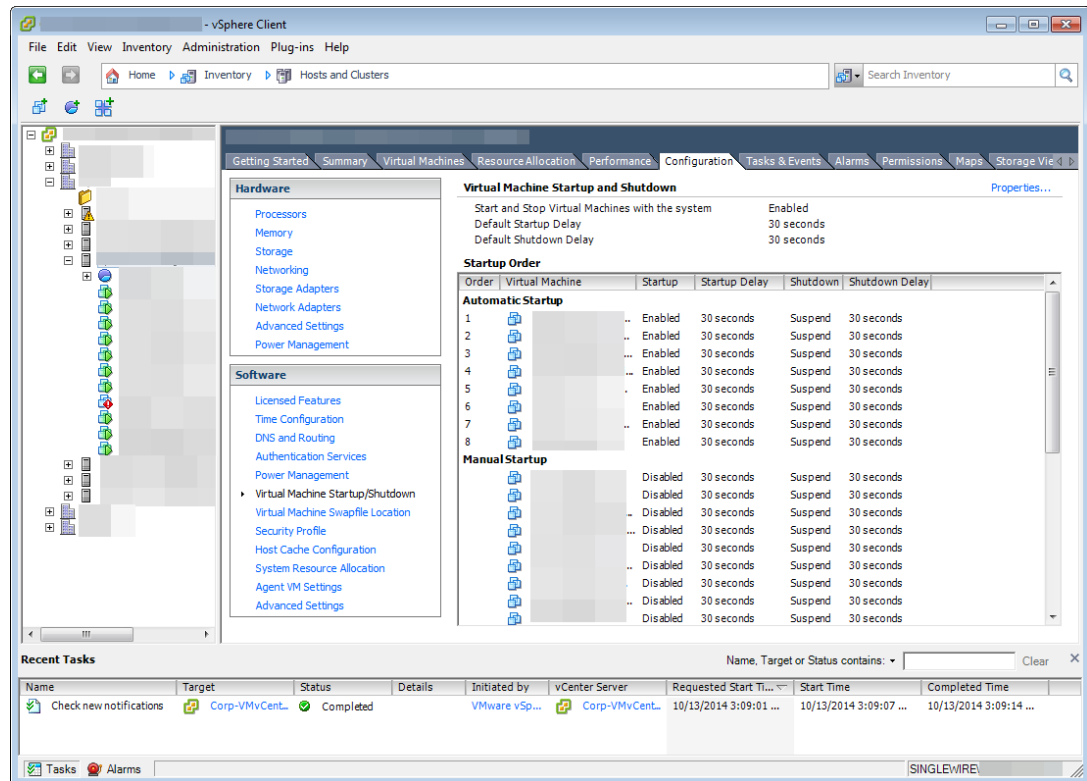 - vSphere Client
File Edit View Inventory Administration Plug-ins Help
Home Inventory Hosts and Clusters Search Inventory
Getting Started Summary Virtual Machines Resource Allocation Performance Configuration Tasks & Events Alarms Permissions Maps Storage Vie
Hardware
Processors
Memory
Storage
Networking
Storage Adapters
Network Adapters
Advanced Settings
Power Management
Software
Licensed Features
Time Configuration
DNS and Routing
Authentication Services
Power Management
Virtual Machine Startup/Shutdown
Virtual Machine Swapfile Location
Security Profile
Host Cache Configuration
System Resource Allocation
Agent VM Settings
Advanced Settings
Virtual Machine Startup and Shutdown Properties...
Start and Stop Virtual Machines with the system Enabled
Default Startup Delay 30 seconds
Default Shutdown Delay 30 seconds
Startup Order
Order Virtual Machine Startup Startup Delay Shutdown Shutdown Delay
Automatic Startup
1 .. Enabled 30 seconds Suspend 30 seconds
2 .. Enabled 30 seconds Suspend 30 seconds
3 ... Enabled 30 seconds Suspend 30 seconds
4 ... Enabled 30 seconds Suspend 30 seconds
5 . Enabled 30 seconds Suspend 30 seconds
6 Enabled 30 seconds Suspend 30 seconds
7 .. Enabled 30 seconds Suspend 30 seconds
8 Enabled 30 seconds Suspend 30 seconds
Manual Startup
Disabled 30 seconds Suspend 30 seconds
Disabled 30 seconds Suspend 30 seconds
.. Disabled 30 seconds Suspend 30 seconds
... Disabled 30 seconds Suspend 30 seconds
Disabled 30 seconds Suspend 30 seconds
.. Disabled 30 seconds Suspend 30 seconds
. Disabled 30 seconds Suspend 30 seconds
.. Disabled 30 seconds Suspend 30 seconds
Disabled 30 seconds Suspend 30 seconds
Recent Tasks Name, Target or Status contains: Clear
Name Target Status Details Initiated by vCenter Server Requested Start Ti... Start Time Completed Time
Check new notifications Corp-VMvCent... Completed VMware vSp... Corp-VMvCent... 10/13/2014 3:09:01 ... 10/13/2014 3:09:07 ... 10/13/2014 3:09:14 ...
Tasks Alarms SINGLEWIRE\